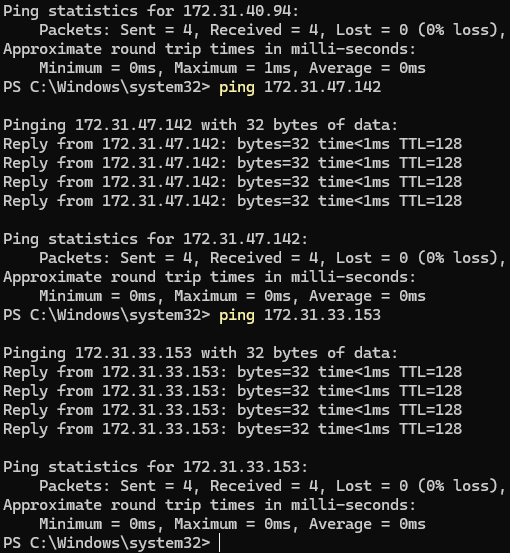 Ping statistics for 172.31.40.94:
    Packets: Sent = 4, Received = 4, Lost = 0 (0% loss),
Approximate round trip times in milli-seconds:
    Minimum = 0ms, Maximum = 1ms, Average = 0ms
PS C:\Windows\system32> ping 172.31.47.142

Pinging 172.31.47.142 with 32 bytes of data:
Reply from 172.31.47.142: bytes=32 time<1ms TTL=128
Reply from 172.31.47.142: bytes=32 time<1ms TTL=128
Reply from 172.31.47.142: bytes=32 time<1ms TTL=128
Reply from 172.31.47.142: bytes=32 time<1ms TTL=128

Ping statistics for 172.31.47.142:
    Packets: Sent = 4, Received = 4, Lost = 0 (0% loss),
Approximate round trip times in milli-seconds:
    Minimum = 0ms, Maximum = 0ms, Average = 0ms
PS C:\Windows\system32> ping 172.31.33.153

Pinging 172.31.33.153 with 32 bytes of data:
Reply from 172.31.33.153: bytes=32 time<1ms TTL=128
Reply from 172.31.33.153: bytes=32 time<1ms TTL=128
Reply from 172.31.33.153: bytes=32 time<1ms TTL=128
Reply from 172.31.33.153: bytes=32 time<1ms TTL=128

Ping statistics for 172.31.33.153:
    Packets: Sent = 4, Received = 4, Lost = 0 (0% loss),
Approximate round trip times in milli-seconds:
    Minimum = 0ms, Maximum = 0ms, Average = 0ms
PS C:\Windows\system32>